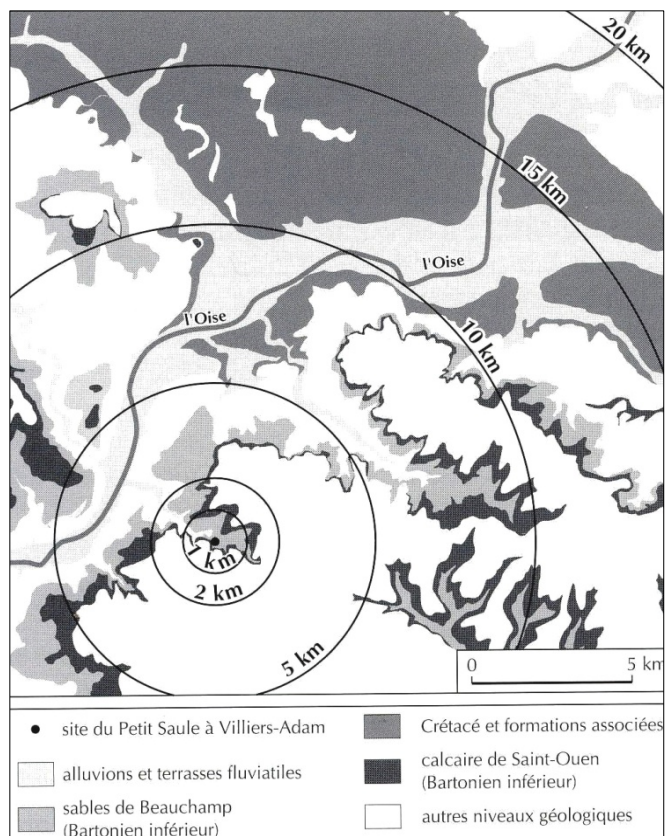 20 km
15 km
l'Oise
l'Oise
10 km
1 km
2 km
5 km
0 5 km
site du Petit Saule à Villiers-Adam
alluvions et terrasses fluviatiles
sables de Beauchamp
(Bartonien inférieur)
Crétacé et formations associées
calcaire de Saint-Ouen
(Bartonien inférieur)
autres niveaux géologiques